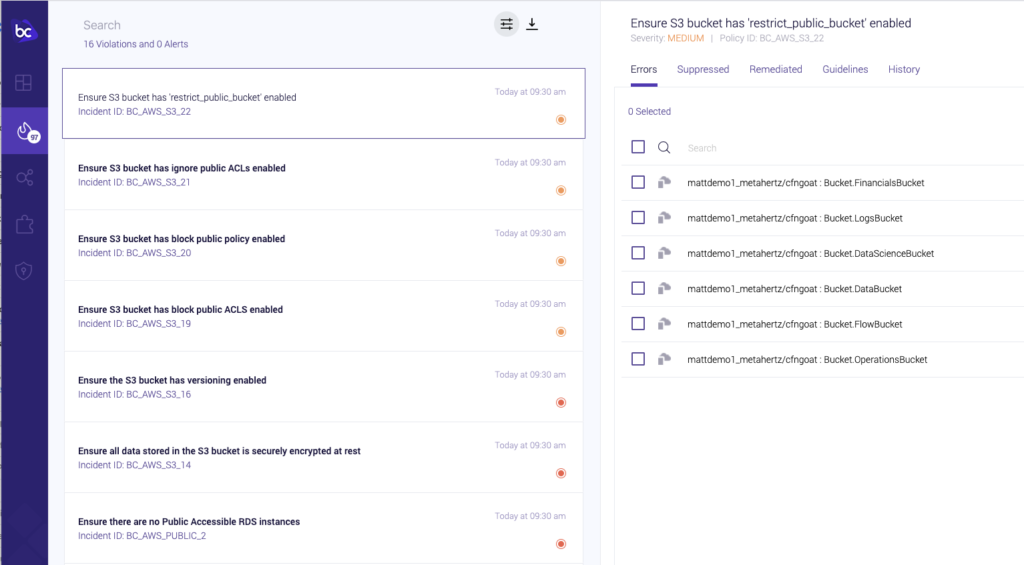 bc
97
Search
16 Violations and 0 Alerts
Ensure S3 bucket has 'restrict_public_bucket' enabled
Incident ID: BC_AWS_S3_22
Today at 09:30 am
Ensure S3 bucket has ignore public ACLs enabled
Incident ID: BC_AWS_S3_21
Today at 09:30 am
Ensure S3 bucket has block public policy enabled
Incident ID: BC_AWS_S3_20
Today at 09:30 am
Ensure S3 bucket has block public ACLS enabled
Incident ID: BC_AWS_S3_19
Today at 09:30 am
Ensure the S3 bucket has versioning enabled
Incident ID: BC_AWS_S3_16
Today at 09:30 am
Ensure all data stored in the S3 bucket is securely encrypted at rest
Incident ID: BC_AWS_S3_14
Today at 09:30 am
Ensure there are no Public Accessible RDS instances
Incident ID: BC_AWS_PUBLIC_2
Today at 09:30 am
Ensure S3 bucket has 'restrict_public_bucket' enabled
Severity: MEDIUM | Policy ID: BC_AWS_S3_22
Errors Suppressed Remediated Guidelines History
0 Selected
Search
mattdemo1_metahertz/cfngoat : Bucket.FinancialsBucket
mattdemo1_metahertz/cfngoat : Bucket.LogsBucket
mattdemo1_metahertz/cfngoat : Bucket.DataScienceBucket
mattdemo1_metahertz/cfngoat : Bucket.DataBucket
mattdemo1_metahertz/cfngoat : Bucket.FlowBucket
mattdemo1_metahertz/cfngoat : Bucket.OperationsBucket